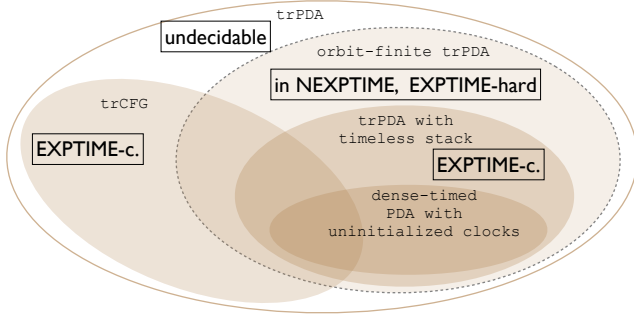 trPDA
undecidable
orbit-finite trPDA
in NEXPTIME, EXPTIME-hard
trCFG
EXPTIME-c.
trPDA with
timeless stack
EXPTIME-c.
dense-timed
PDA with
uninitialized clocks